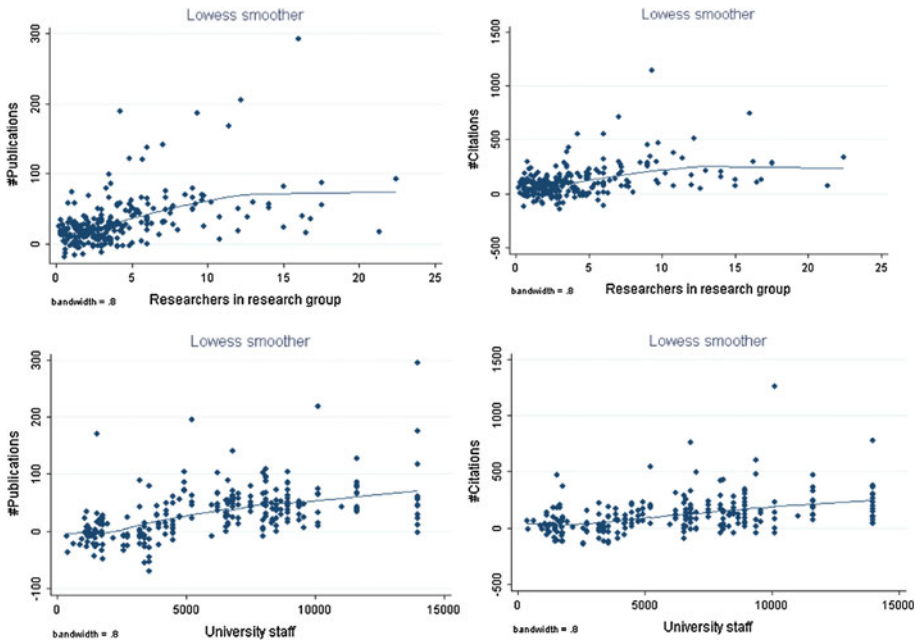 Lowess smoother
300
200
100
0
#Publications
0 5 10 15 20 25
bandwidth = .8 Researchers in research group
Lowess smoother
1500
1000
500
0
-500
#Citations
0 5 10 15 20 25
bandwidth = .8 Researchers in research group
Lowess smoother
300
200
100
0
-100
#Publications
0 5000 10000 15000
bandwidth = .8 University staff
Lowess smoother
1500
1000
500
0
-500
#Citations
0 5000 10000 15000
bandwidth = .8 University staff